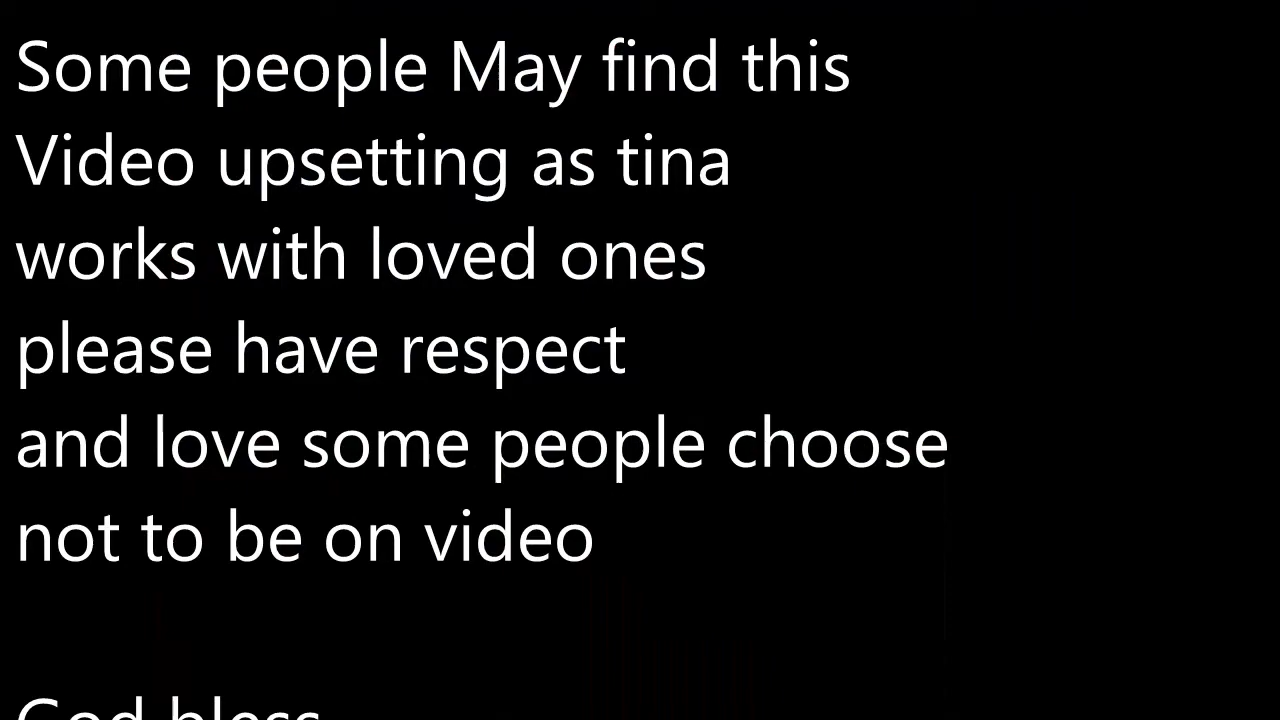 Some people May find this
Video upsetting as tina
works with loved ones
please have respect
and love some people choose
not to be on video
God bless